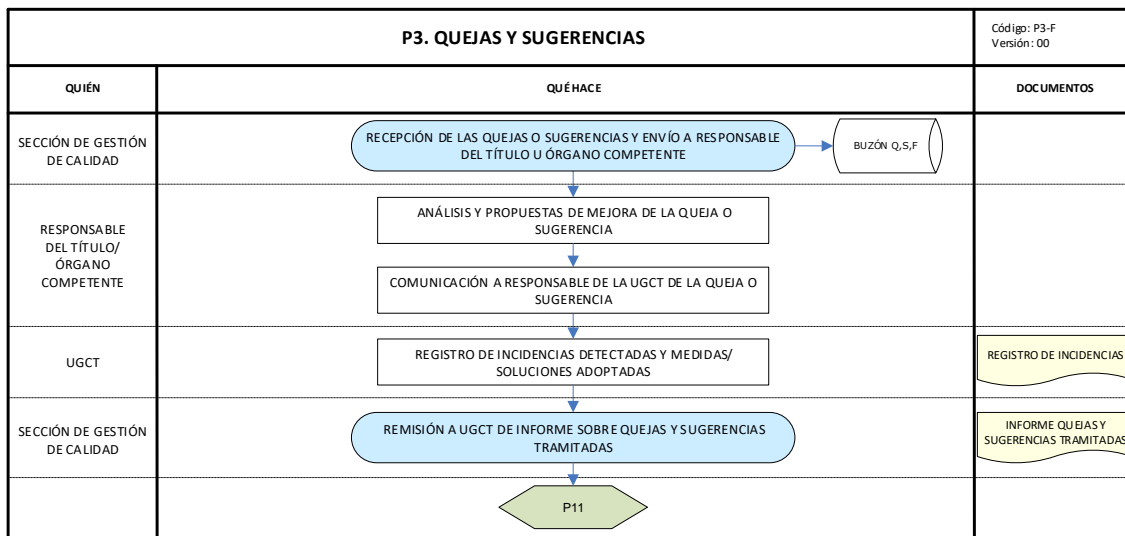 P3. QUEJAS Y SUGERENCIAS
Código: P3-F
Versión: 00
QUIÉN
QUÉ HACE
DOCUMENTOS
SECCIÓN DE GESTIÓN
DE CALIDAD
RECEPCIÓN DE LAS QUEJAS O SUGERENCIAS Y ENVÍO A RESPONSABLE
DEL TÍTULO U ÓRGANO COMPETENTE
BUZÓN Q,S,F
RESPONSABLE
DEL TÍTULO/
ÓRGANO
COMPETENTE
ANÁLISIS Y PROPUESTAS DE MEJORA DE LA QUEJA O
SUGERENCIA
COMUNICACIÓN A RESPONSABLE DE LA UGCT DE LA QUEJA O
SUGERENCIA
UGCT
REGISTRO DE INCIDENCIAS DETECTADAS Y MEDIDAS/
SOLUCIONES ADOPTADAS
REGISTRO DE INCIDENCIAS
SECCIÓN DE GESTIÓN
DE CALIDAD
REMISIÓN A UGCT DE INFORME SOBRE QUEJAS Y SUGERENCIAS
TRAMITADAS
INFORME QUEJAS Y
SUGERENCIAS TRAMITADAS
P11